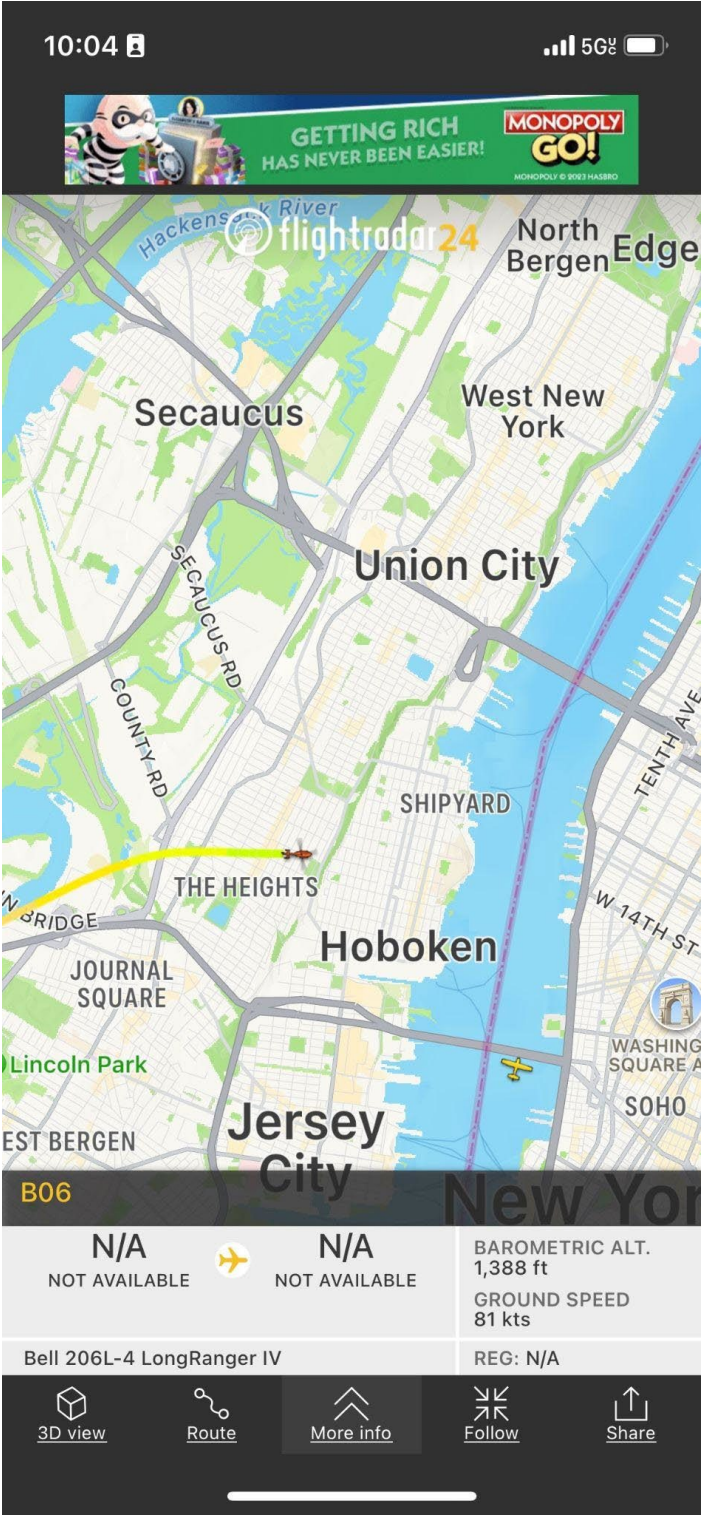 10:04
5G UC
GETTING RICH
HAS NEVER BEEN EASIER!
MONOPOLY
GO!
MONOPOLY © 2023 HASBRO
Hackensack River
flightradar24
North
Bergen
Edge
Secaucus
West New
York
Union City
SECAUCUS RD
COUNTY RD
TENTH AVE
SHIPYARD
THE HEIGHTS
N BRIDGE
W 14TH ST
Hoboken
JOURNAL
SQUARE
Lincoln Park
WASHING
SQUARE A
SOHO
EST BERGEN
Jersey
City
New Yor
B06
N/A
NOT AVAILABLE
N/A
NOT AVAILABLE
BAROMETRIC ALT.
1,388 ft
GROUND SPEED
81 kts
Bell 206L-4 LongRanger IV
REG: N/A
3D view
Route
More info
Follow
Share